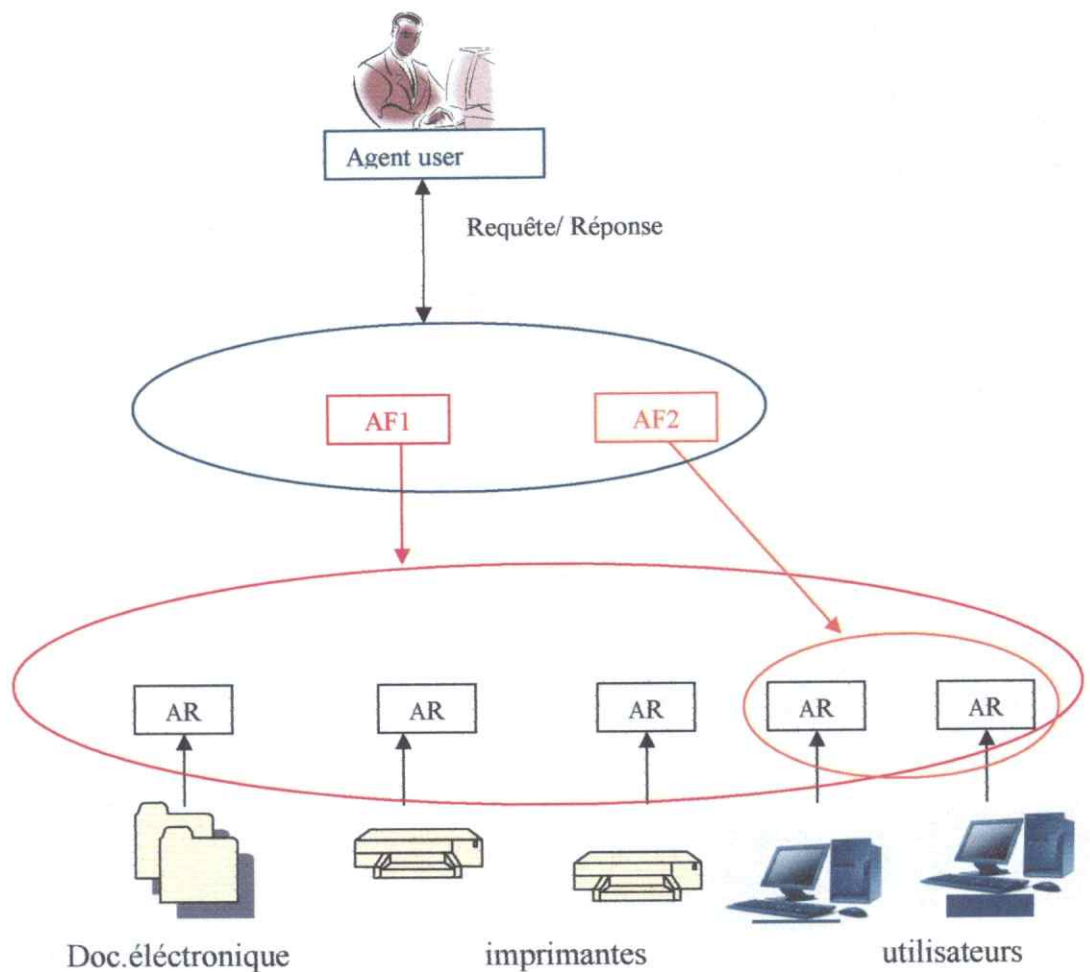 Agent user
Requête/ Réponse
AF1 AF2
AR AR AR AR AR
Doc.éléctronique imprimantes utilisateurs